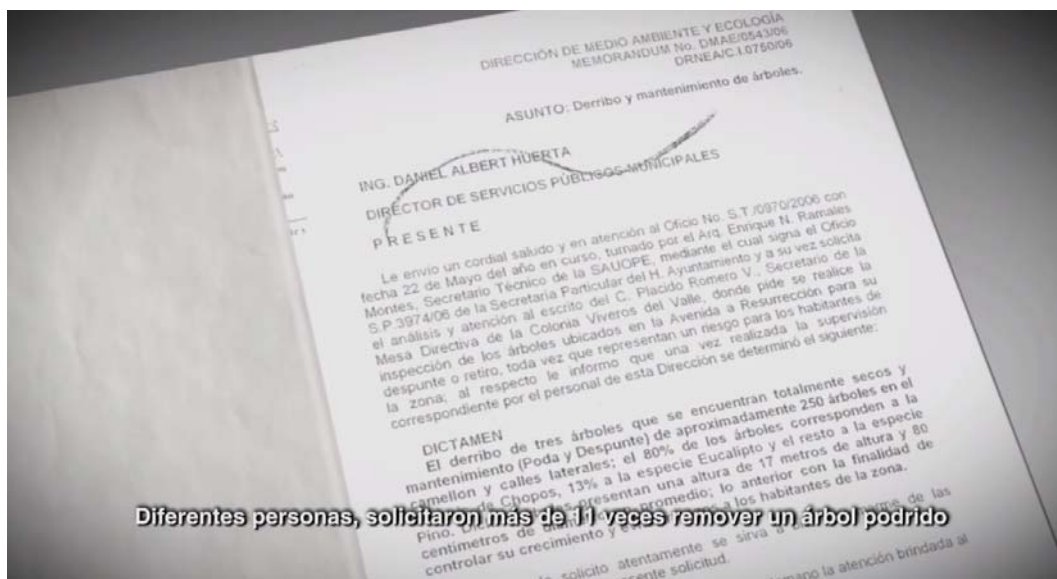 DIRECCIÓN DE MEDIO AMBIENTE Y ECOLOGÍA
MEMORANDUM No. DMAE/0543/06
DRNEA/C.I.0750/06
ASUNTO: Derribo y mantenimiento de árboles.
ING. DANIEL ALBERT HUERTA
DIRECTOR DE SERVICIOS PÚBLICOS MUNICIPALES
P R E S E N T E
Le envío un cordial saludo y en atención al Oficio No. S.T./0970/2006 con
fecha 22 de Mayo del año en curso, turnado por el Arq. Enrique N. Ramales
Montes, Secretario Técnico de la SAUOPE, mediante el cual signa el Oficio
S.P.3974/06 de la Secretaría Particular del H. Ayuntamiento y a su vez solicita
el análisis y atención al escrito del C. Placido Romero V., Secretario de la
Mesa Directiva de la Colonia Viveros del Valle, donde pide se realice la
inspección de los árboles ubicados en la Avenida a Resurrección para su
despunte o retiro, toda vez que representan un riesgo para los habitantes de
la zona; al respecto le informo que una vez realizada la supervisión
correspondiente por el personal de esta Dirección se determinó el siguiente:
DICTAMEN
El derribo de tres árboles que se encuentran totalmente secos y
mantenimiento (Poda y Despunte) de aproximadamente 250 árboles en el
camellon y calles laterales; el 80% de los árboles corresponden a la
de Chopos, 13% a la especie Eucalipto y el resto a la especie
Pino. presentan una altura de 17 metros de altura y 80
centímetros de promedio; lo anterior con la finalidad de
controlar su crecimiento y a los habitantes de la zona.
solicito atentamente se sirva a de las
presente solicitud.
la atención brindada al
Diferentes personas, solicitaron más de 11 veces remover un árbol podrido